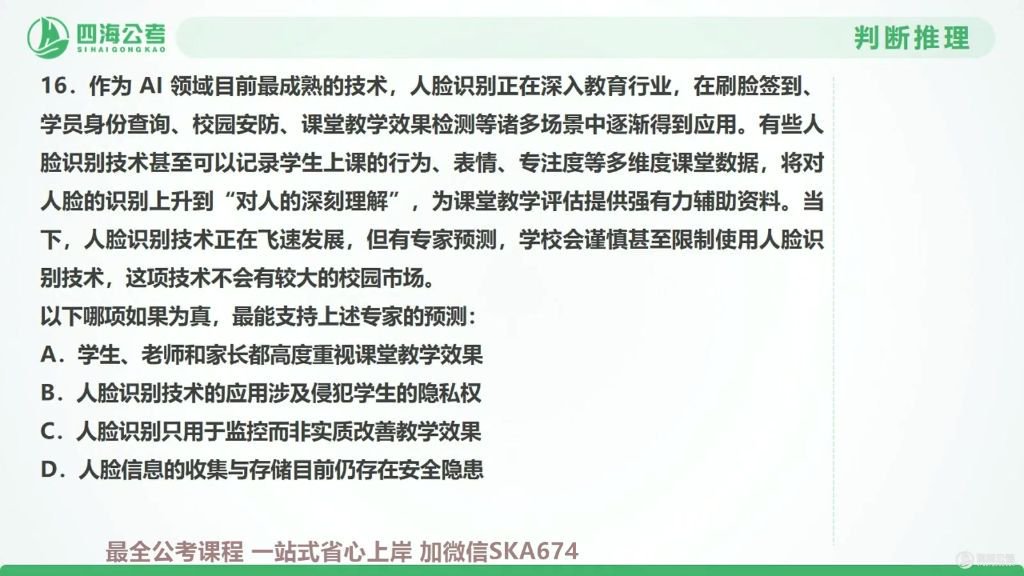 四海公考
SIHAIGONGKAO
判断推理
16．作为 AI 领域目前最成熟的技术，人脸识别正在深入教育行业，在刷脸签到、
学员身份查询、校园安防、课堂教学效果检测等诸多场景中逐渐得到应用。有些人
脸识别技术甚至可以记录学生上课的行为、表情、专注度等多维度课堂数据，将对
人脸的识别上升到“对人的深刻理解”，为课堂教学评估提供强有力辅助资料。当
下，人脸识别技术正在飞速发展，但有专家预测，学校会谨慎甚至限制使用人脸识
别技术，这项技术不会有较大的校园市场。
以下哪项如果为真，最能支持上述专家的预测：
A．学生、老师和家长都高度重视课堂教学效果
B．人脸识别技术的应用涉及侵犯学生的隐私权
C．人脸识别只用于监控而非实质改善教学效果
D．人脸信息的收集与存储目前仍存在安全隐患
最全公考课程 一站式省心上岸 加微信SKA674